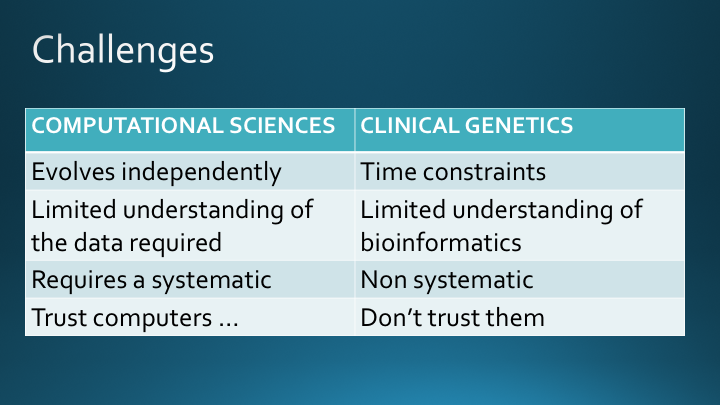 Challenges
COMPUTATIONAL SCIENCES
CLINICAL GENETICS
Evolves independently
Time constraints
Limited understanding of
the data required
Limited understanding of
bioinformatics
Requires a systematic
Non systematic
Trust computers …
Don’t trust them